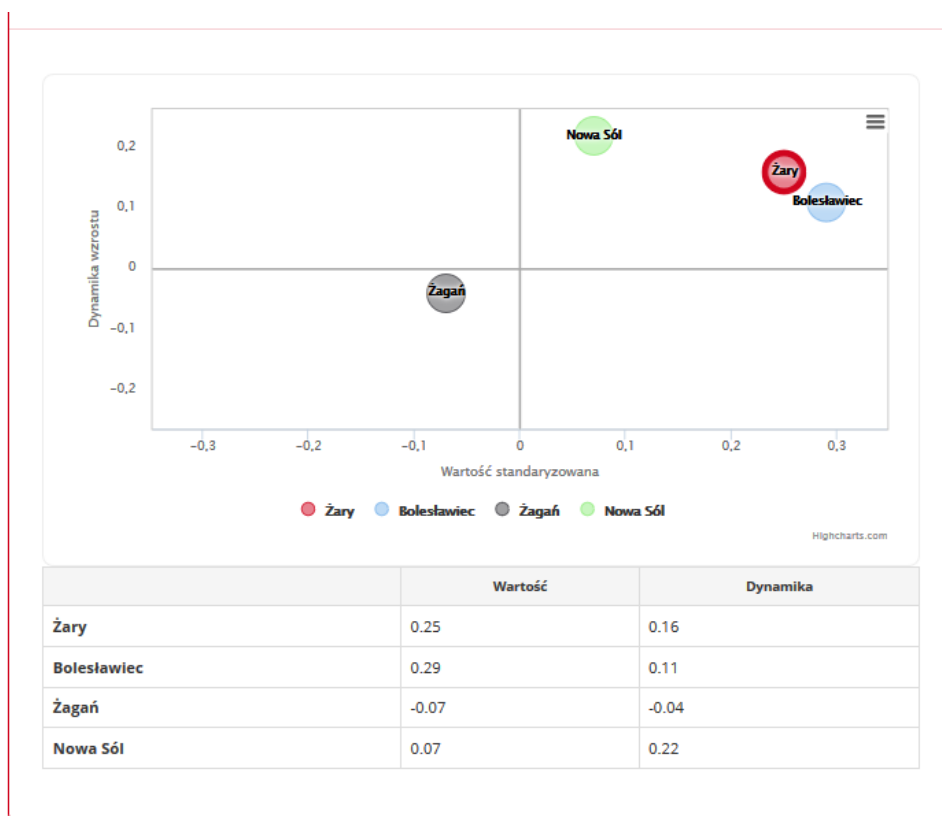 Nowa Sól
Żary
Bolesławiec
Żagań
Dynamika wzrostu
0,2
0,1
0
−0,1
−0,2
−0,3 −0,2 −0,1 0 0,1 0,2 0,3
Wartość standaryzowana
Żary Bolesławiec Żagań Nowa Sól
Highcharts.com
Wartość Dynamika
Żary 0.25 0.16
Bolesławiec 0.29 0.11
Żagań -0.07 -0.04
Nowa Sól 0.07 0.22